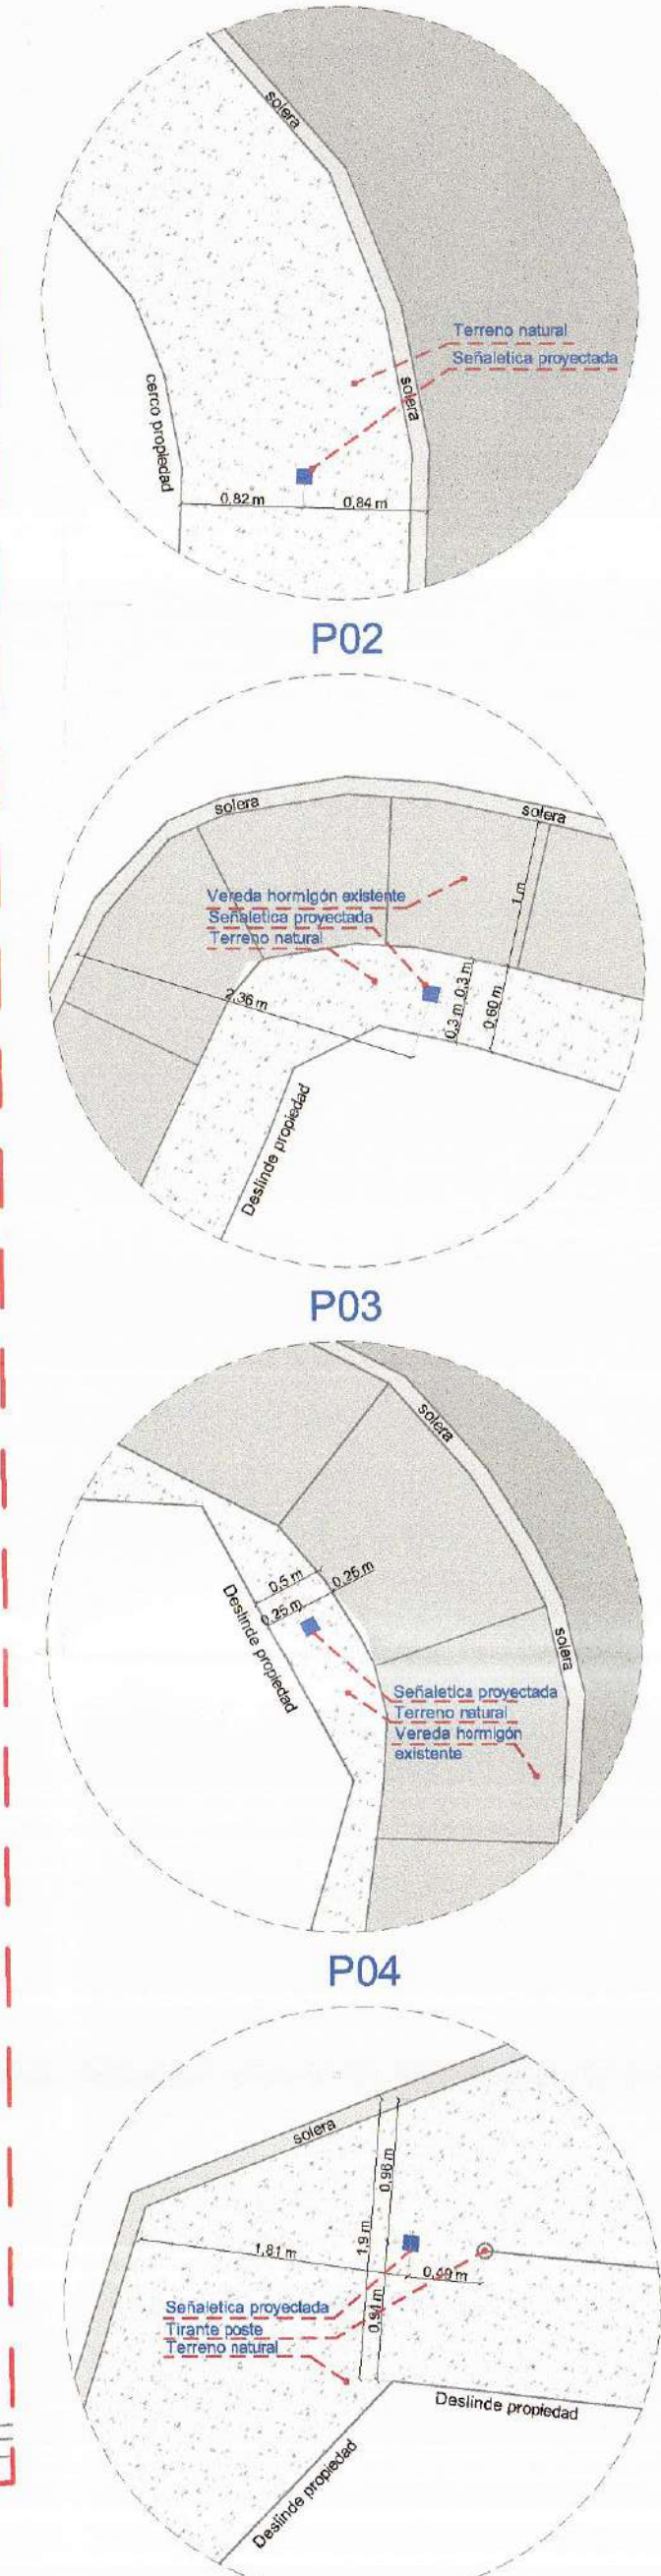 solera
Terreno natural
Señaletica proyectada
solera
cerco propiedad
0,82 m
0,84 m
P02
solera
solera
Vereda hormigón existente
Señaletica proyectada
Terreno natural
1 m
2,36 m
0,3 m
0,3 m
0,60 m
Deslinde propiedad
P03
solera
0,5 m
0,25 m
0,25 m
Deslinde propiedad
solera
Señaletica proyectada
Terreno natural
Vereda hormigón
existente
P04
solera
0,96 m
1,9 m
1,81 m
0,49 m
Señaletica proyectada
Tirante poste
0,94 m
Terreno natural
Deslinde propiedad
Deslinde propiedad